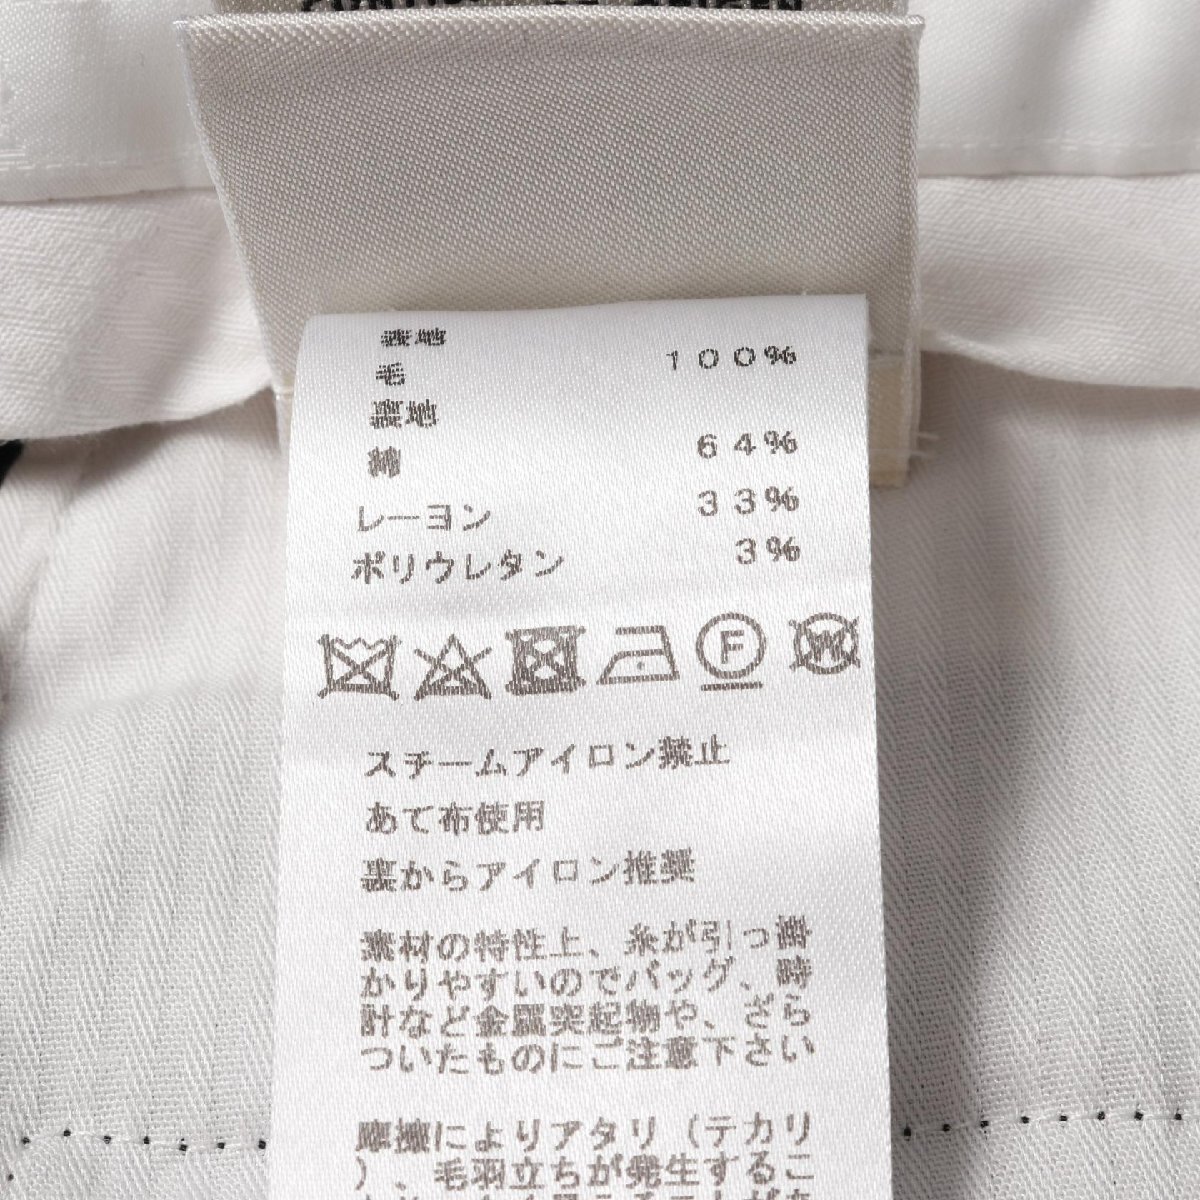 表地
毛 100%
裏地
綿 64%
レーヨン 33%
ポリウレタン 3%
F
W
スチームアイロン禁止
あて布使用
裏からアイロン推奨
素材の特性上、糸が引っ掛
かりやすいのでバッグ、時
計など金属突起物や、ざら
ついたものにご注意下さい
摩擦によりアタリ（テカリ
）、毛羽立ちが発生するこ